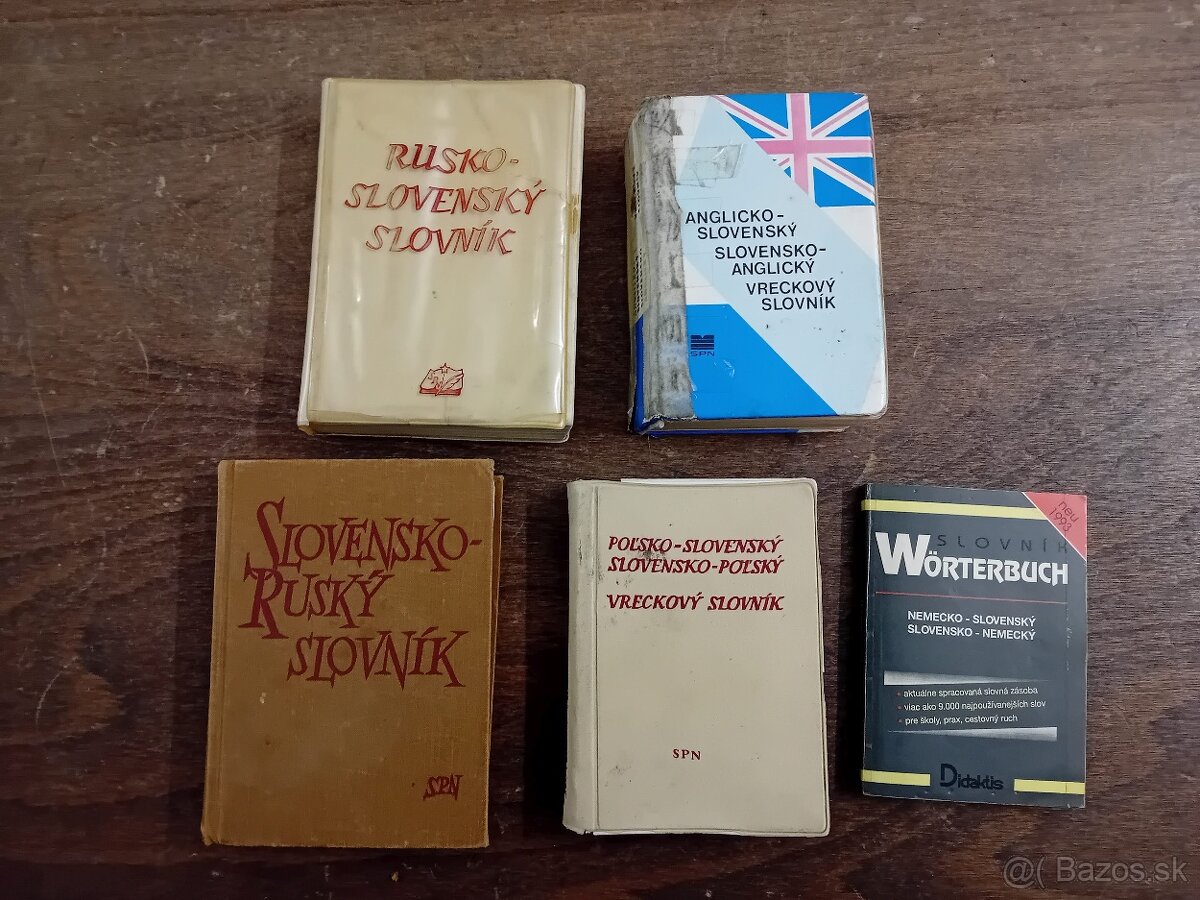 RUSKO-
SLOVENSKÝ
SLOVNÍK
ANGLICKO-
SLOVENSKÝ
SLOVENSKO-
ANGLICKÝ
VRECKOVÝ
SLOVNÍK
SPN
SLOVENSKO-
RUSKÝ
SLOVNÍK
SPN
POĽSKO-SLOVENSKÝ
SLOVENSKO-POĽSKÝ
VRECKOVÝ SLOVNÍK
SPN
neu
1993
SLOVNÍK
WÖRTERBUCH
NEMECKO - SLOVENSKÝ
SLOVENSKO - NEMECKÝ
• aktuálne spracovaná slovná zásoba
• viac ako 9.000 najpoužívanejších slov
• pre školy, prax, cestovný ruch
Didaktis
@( Bazos.sk